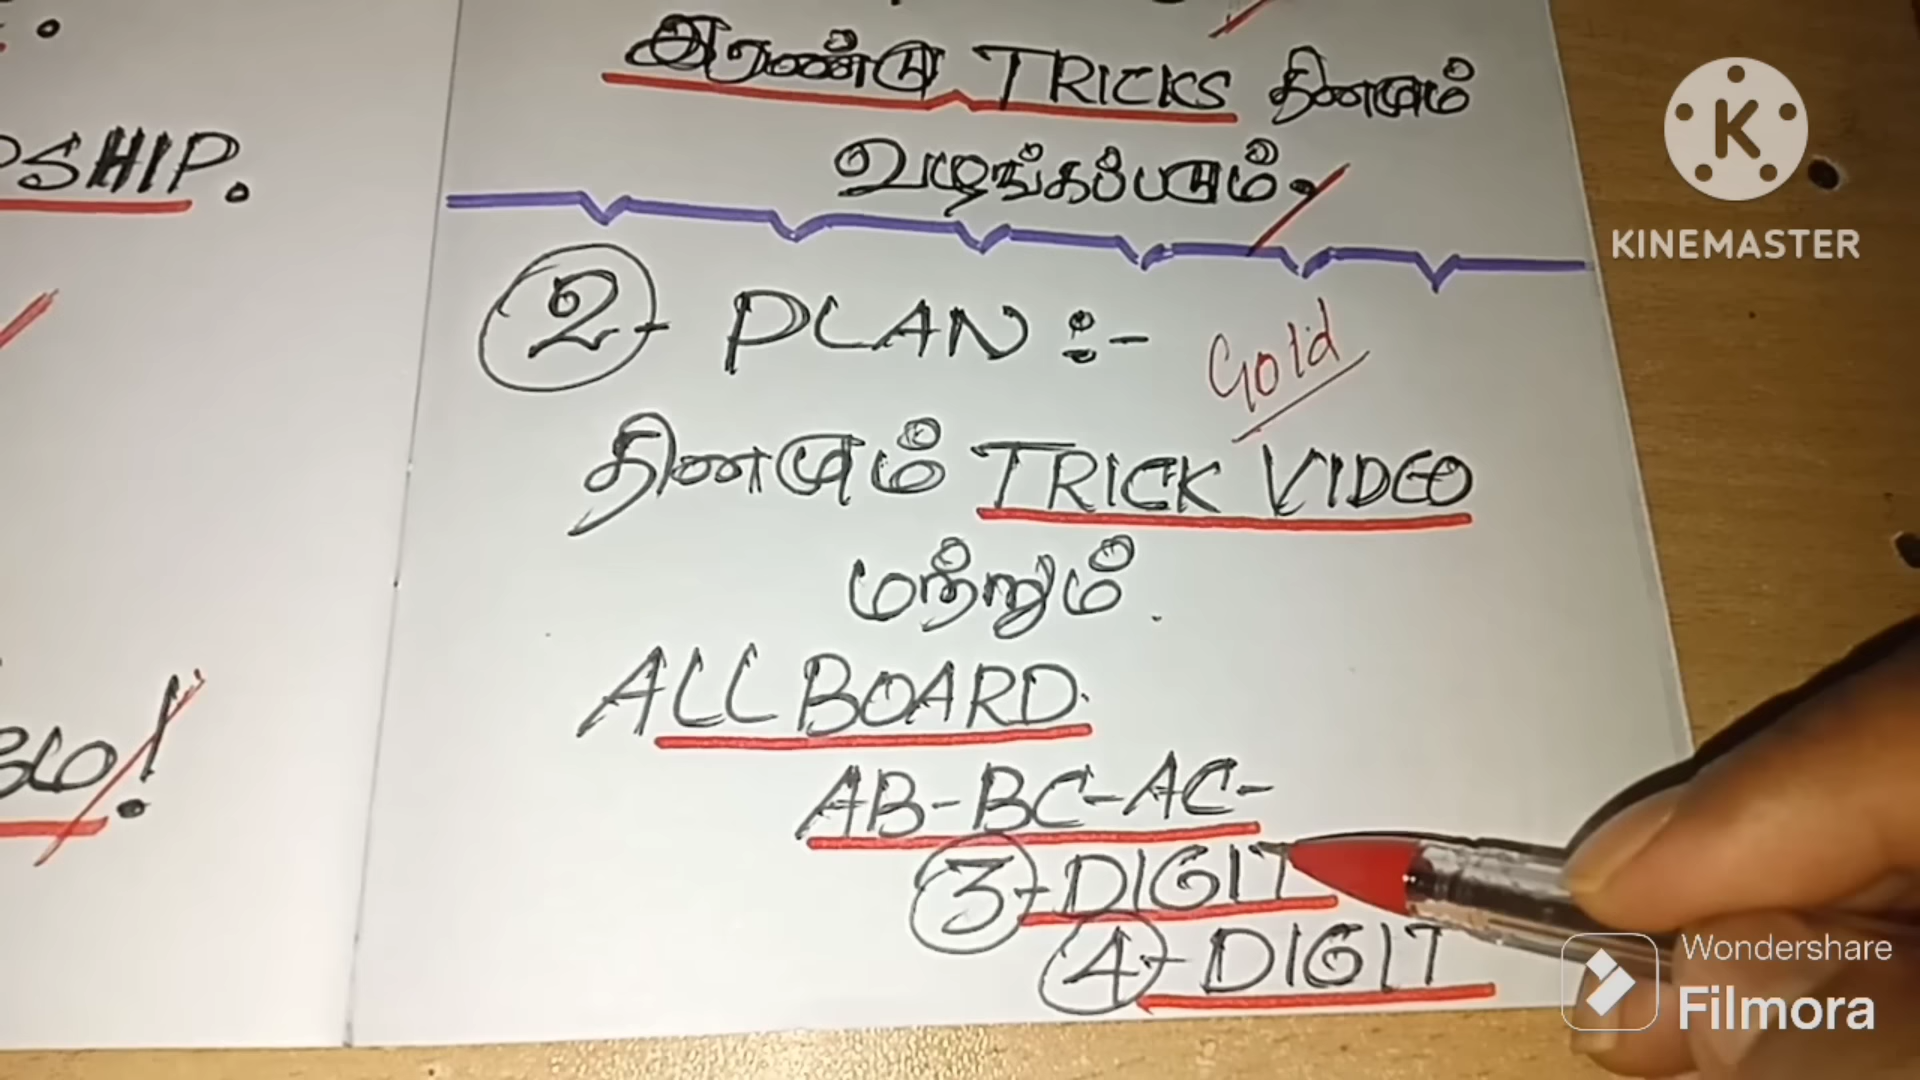 PSHIP.
இரண்டு TRICKS தினமும்
வழங்கப்படும்.
2 - PLAN :-
Gold
தினமும் TRICK VIDEO
மற்றும்.
ALL BOARD.
AB-BC-AC-
3 - DIGIT
4 - DIGIT
KINEMASTER
Wondershare
Filmora